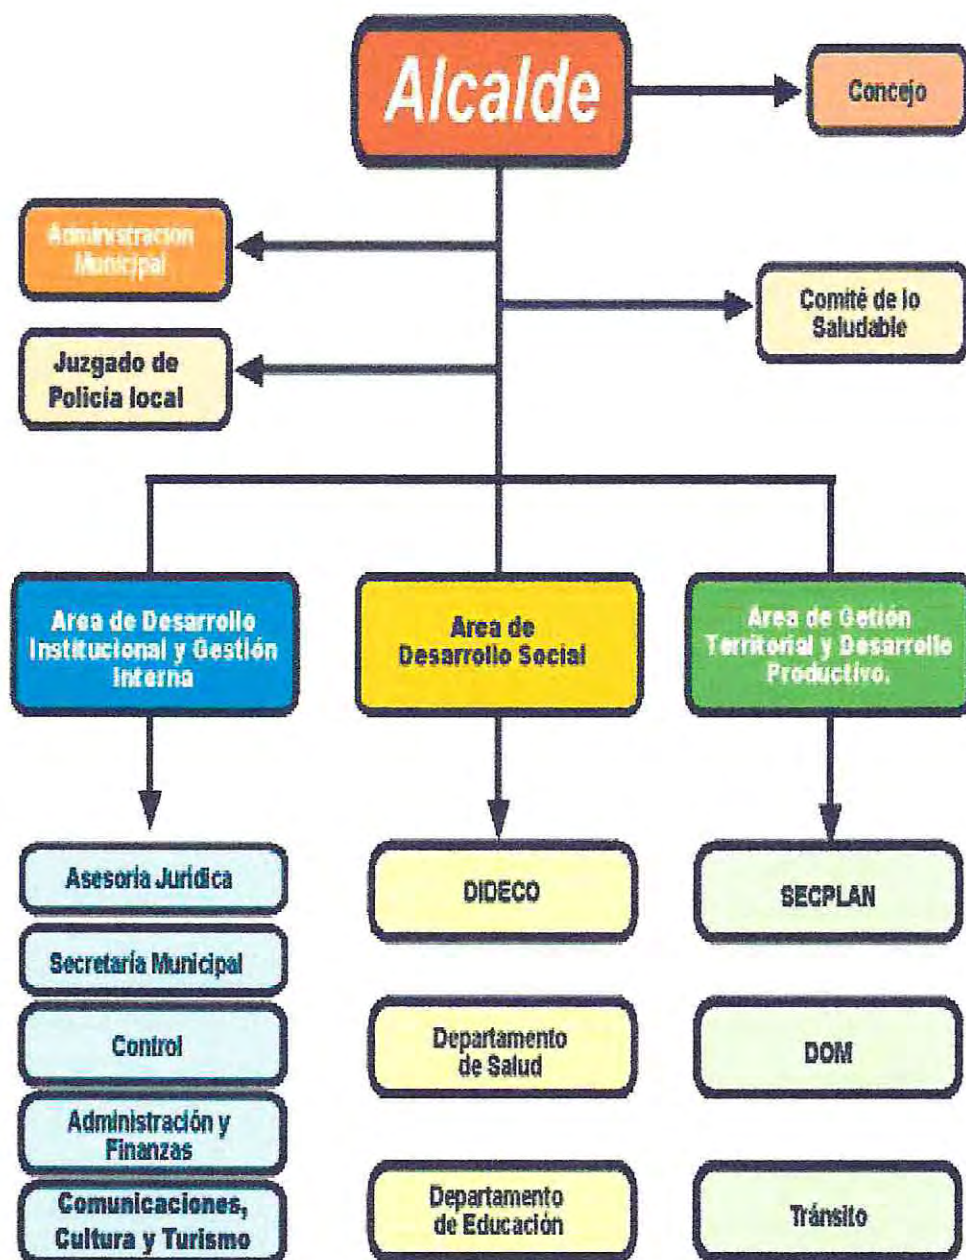 Alcalde
Concejo
Administración
Municipal
Comité de lo
Saludable
Juzgado de
Policia local
Area de Desarrollo
Institucional y Gestión
Interna
Area de
Desarrollo Social
Area de Getión
Territorial y Desarrollo
Productivo.
Asesoría Jurídica
Secretaría Municipal
Control
Administración y
Finanzas
Comunicaciones,
Cultura y Turismo
DIDECO
Departamento
de Salud
Departamento
de Educación
SECPLAN
DOM
Tránsito